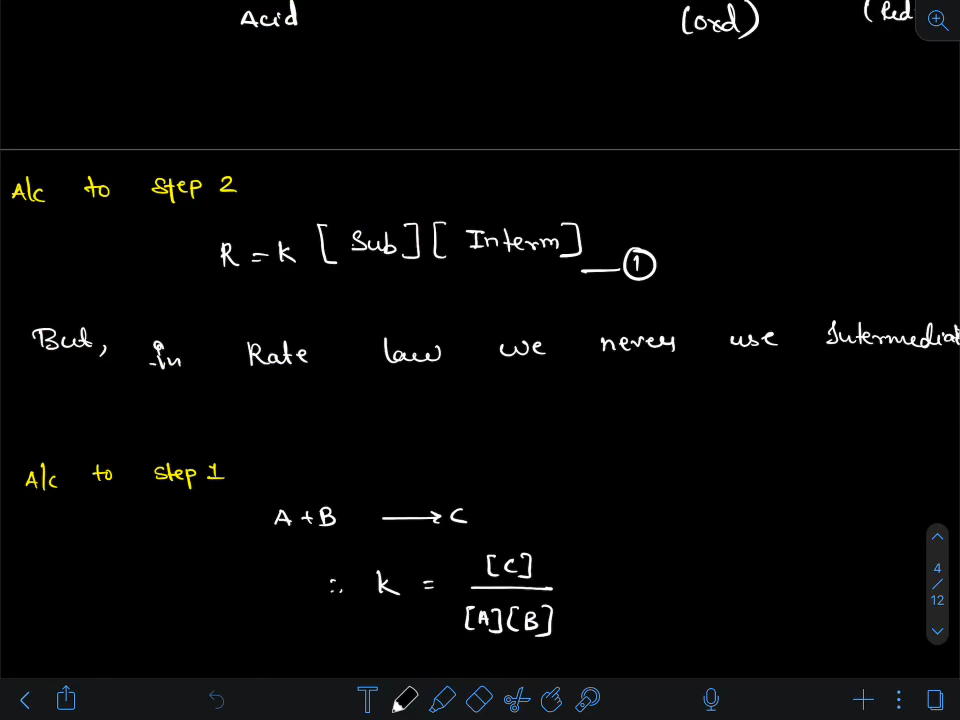 Acid (oxd) (Red
A/c to step 2
R = k [Sub][Interm] — ①
But, in Rate law we never use Intermediat
A/c to step 1
A + B ⟶ C
∴ k = [C] / [A][B]
4
/
12
T